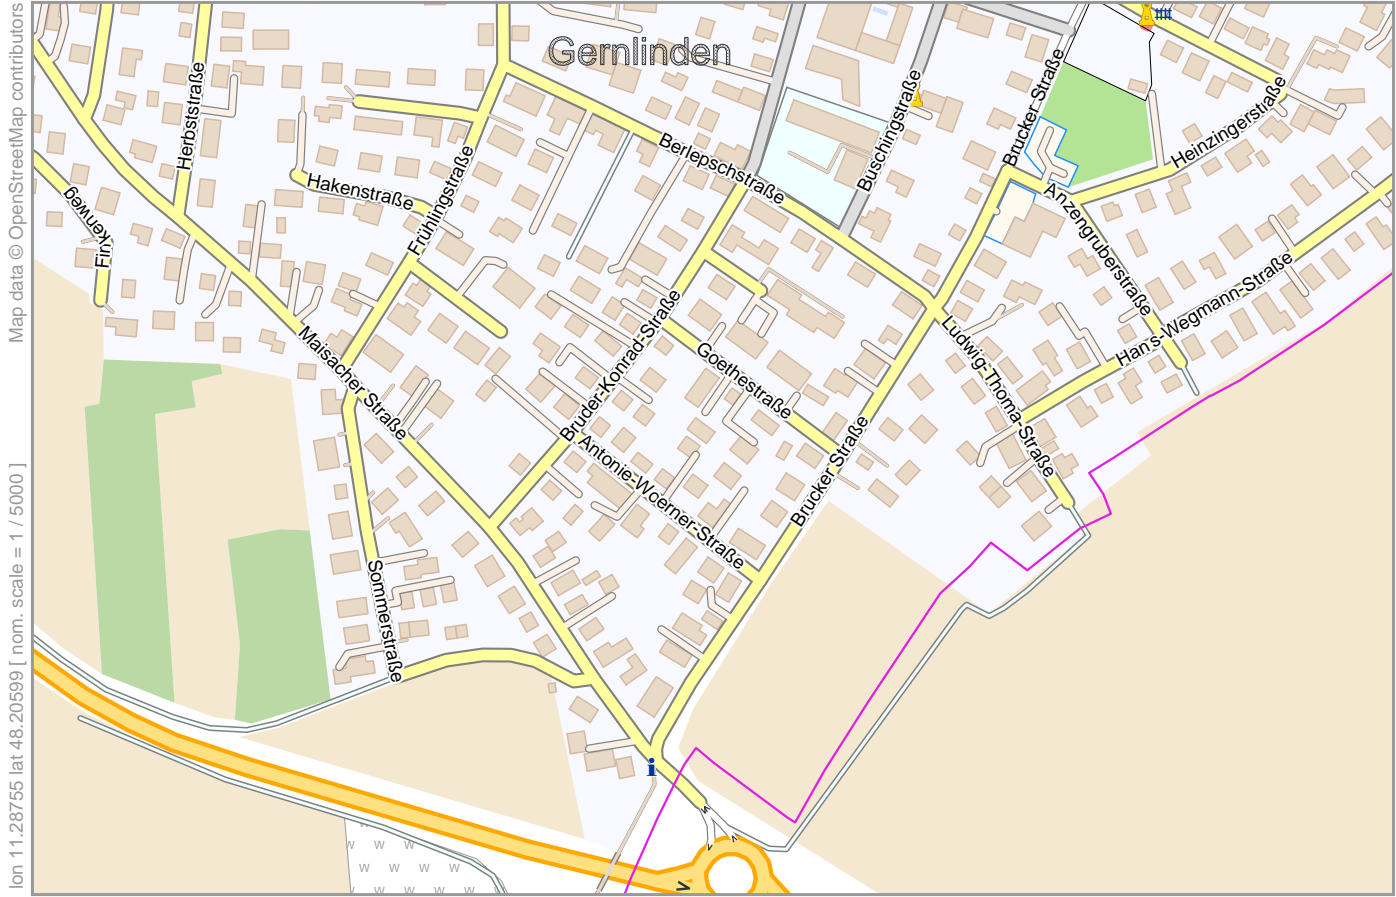 Gernlinden
Herbststraße
Buschingstraße
Brucker Straße
Heinzingerstraße
Berlepschstraße
Hakenstraße
Frühlingstraße
Anzengruberstraße
Finkenweg
Hans-Wegmann-Straße
Maisacher Straße
Bruder-Konrad-Straße
Goethestraße
Ludwig-Thoma-Straße
Brucker Straße
Antonie-Woerner-Straße
Sommerstraße
i
w
w w w
w w
w w w w
Map data © OpenStreetMap contributors
lon 11.28755 lat 48.20599 [ nom. scale = 1 / 5000 ]